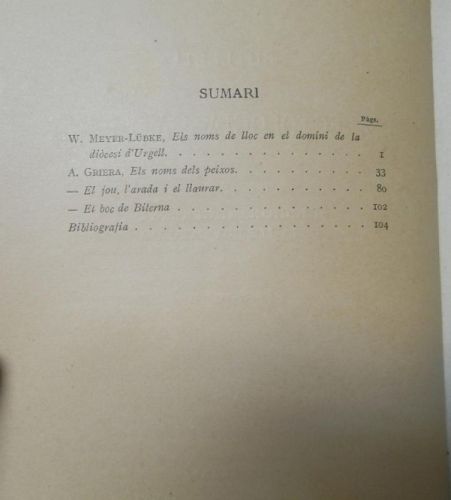 SUMARI
Pàgs.
W. MEYER-LÜBKE, Els noms de lloc en el domini de la
diòcesi d'Urgell. . . . . . . . . . . . . . . 1
A. GRIERA, Els noms dels peixos. . . . . . . . . . . 33
— El jou, l'arada i el llaurar. . . . . . . . . . . . 80
— Et boc de Biterna . . . . . . . . . . . . . . . 102
Bibliografia . . . . . . . . . . . . . . . . . . 104